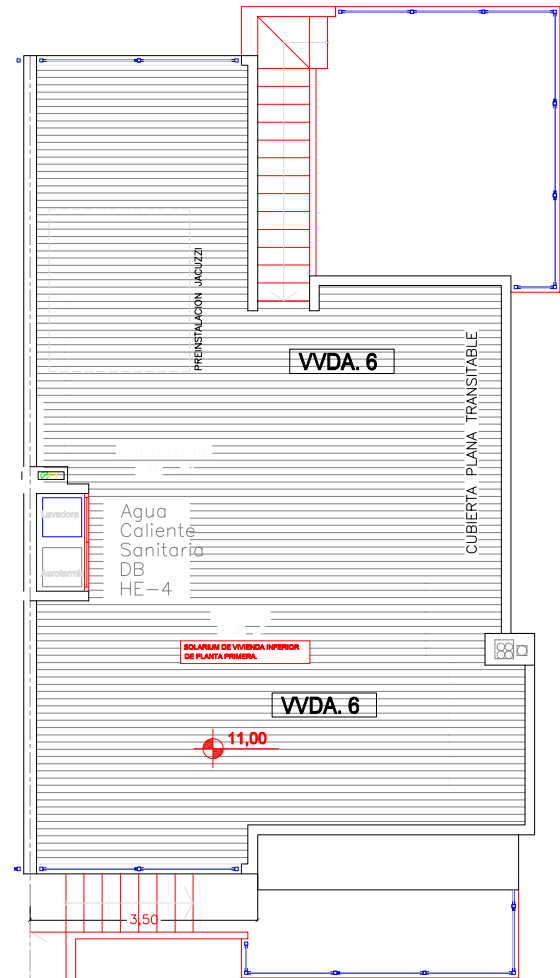 PREINSTALACION JACUZZI
VVDA. 6
CUBIERTA PLANA TRANSITABLE
Lavadora
Aerotermia
Agua
Caliente
Sanitaria
DB
HE-4
SOLARIUM DE VIVIENDA INFERIOR
DE PLANTA PRIMERA.
VVDA. 6
11,00
3,50